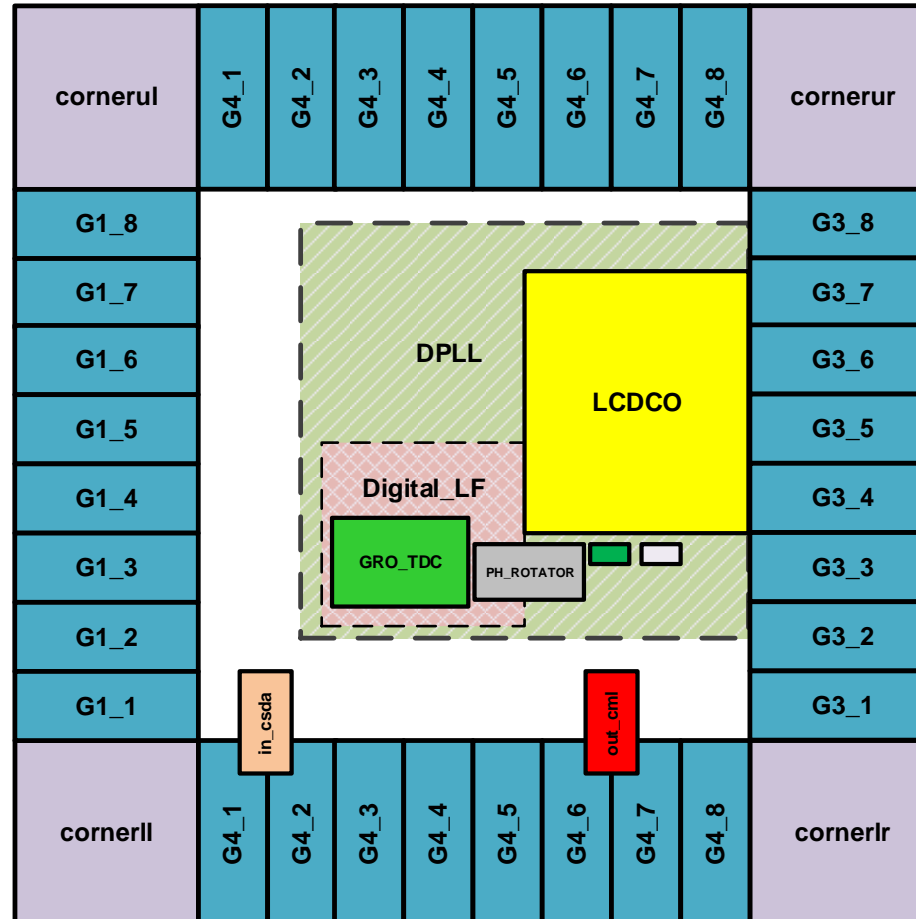 cornerul
G4_1
G4_2
G4_3
G4_4
G4_5
G4_6
G4_7
G4_8
cornerur
G1_8
G3_8
G1_7
G3_7
G1_6
DPLL
G3_6
LCDCO
G1_5
G3_5
G1_4
Digital_LF
G3_4
G1_3
GRO_TDC
PH_ROTATOR
G3_3
G1_2
G3_2
G1_1
in_csda
out_cml
G3_1
cornerll
G4_1
G4_2
G4_3
G4_4
G4_5
G4_6
G4_7
G4_8
cornerlr